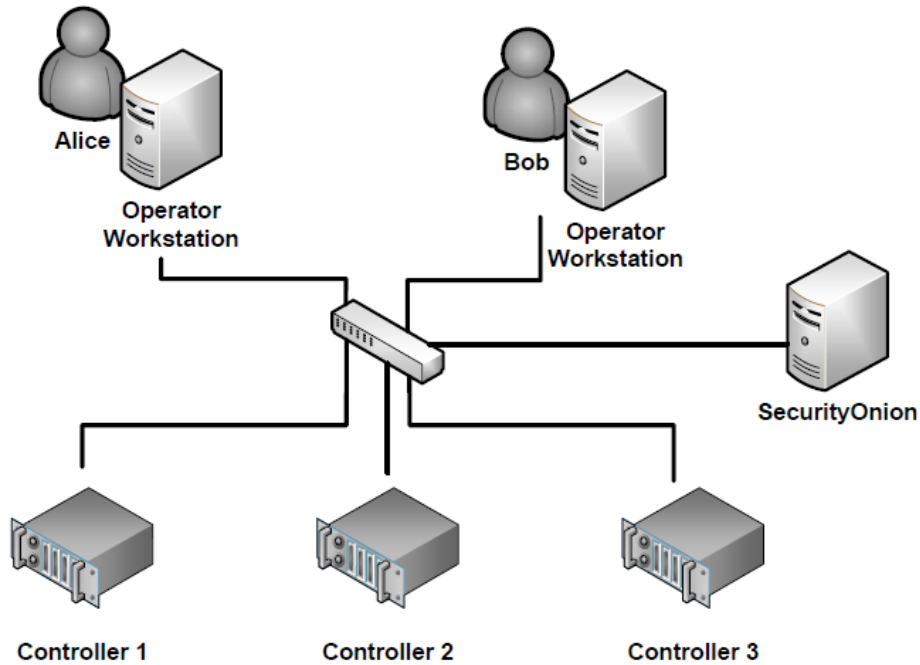 Alice
Operator
Workstation
Bob
Operator
Workstation
SecurityOnion
Controller 1
Controller 2
Controller 3